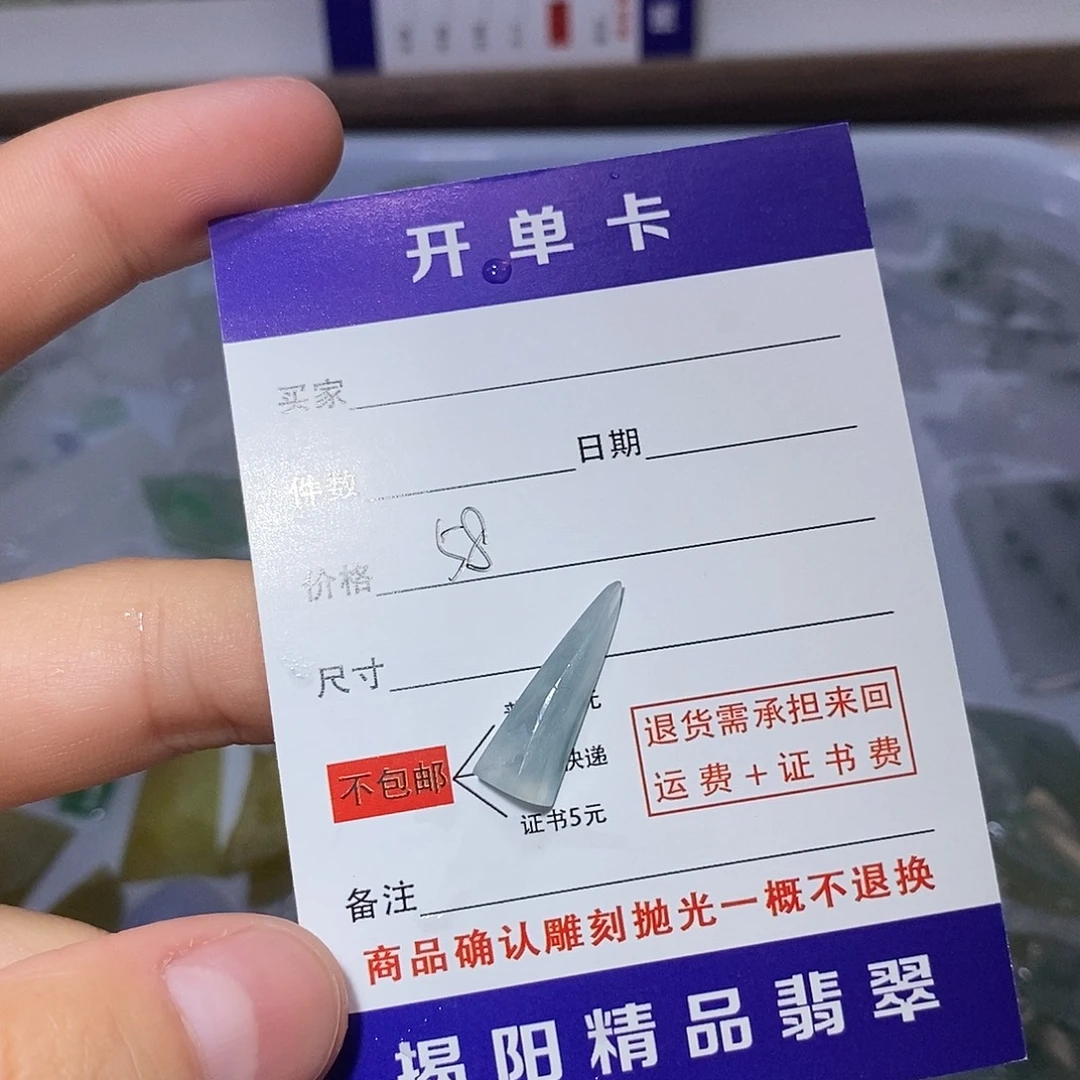 开单卡
买家
件数 日期
价格 58
尺寸
不包邮
快递
证书5元
退货需承担来回
运费+证书费
备注
商品确认雕刻抛光一概不退换
揭阳精品翡翠